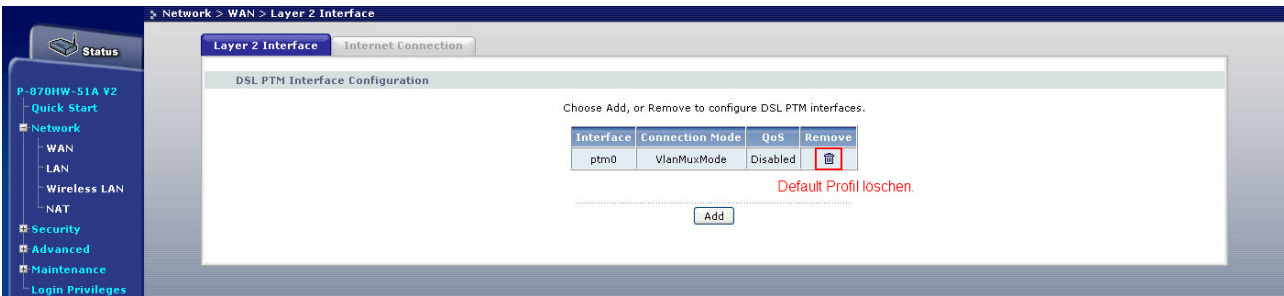 Network > WAN > Layer 2 Interface
Status
Layer 2 Interface
Internet Connection
DSL PTM Interface Configuration
P-870HW-51A V2
Quick Start
Network
WAN
LAN
Wireless LAN
NAT
Security
Advanced
Maintenance
Login Privileges
Choose Add, or Remove to configure DSL PTM interfaces.
Interface Connection Mode QoS Remove
ptm0 VlanMuxMode Disabled
Default Profil löschen.
Add